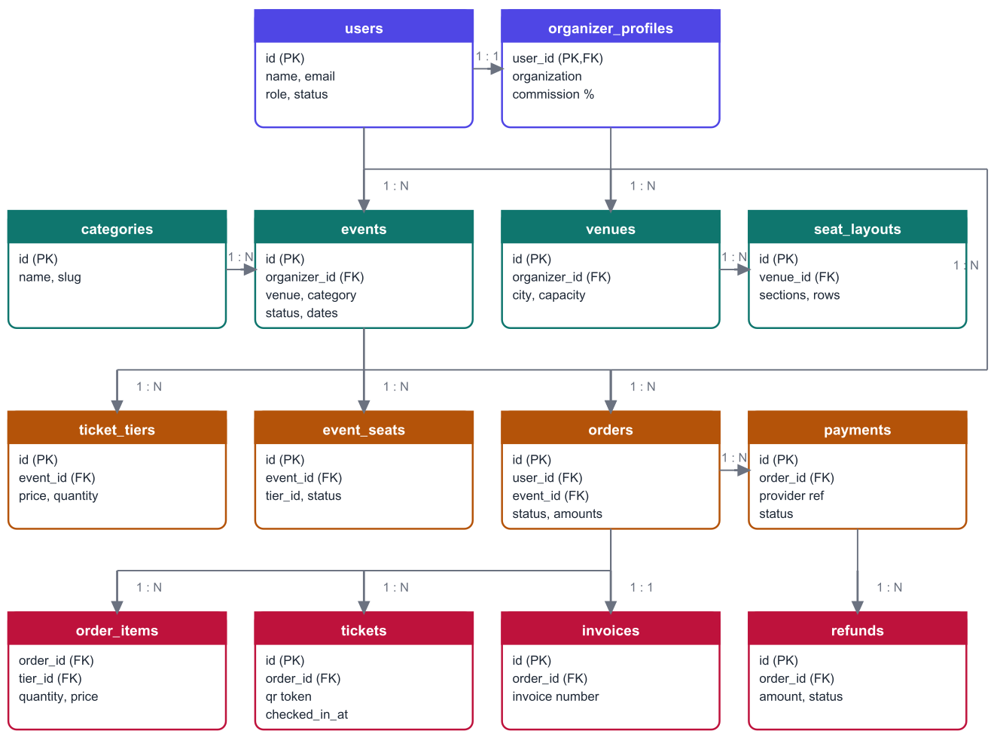 users
id (PK)
name, email
role, status
1 : 1
organizer_profiles
user_id (PK,FK)
organization
commission %
1 : N
1 : N
categories
id (PK)
name, slug
1 : N
events
id (PK)
organizer_id (FK)
venue, category
status, dates
venues
id (PK)
organizer_id (FK)
city, capacity
1 : N
seat_layouts
id (PK)
venue_id (FK)
sections, rows
1 : N
1 : N
1 : N
1 : N
ticket_tiers
id (PK)
event_id (FK)
price, quantity
event_seats
id (PK)
event_id (FK)
tier_id, status
orders
id (PK)
user_id (FK)
event_id (FK)
status, amounts
1 : N
payments
id (PK)
order_id (FK)
provider ref
status
1 : N
1 : N
1 : 1
1 : N
order_items
order_id (FK)
tier_id (FK)
quantity, price
tickets
id (PK)
order_id (FK)
qr token
checked_in_at
invoices
id (PK)
order_id (FK)
invoice number
refunds
id (PK)
order_id (FK)
amount, status